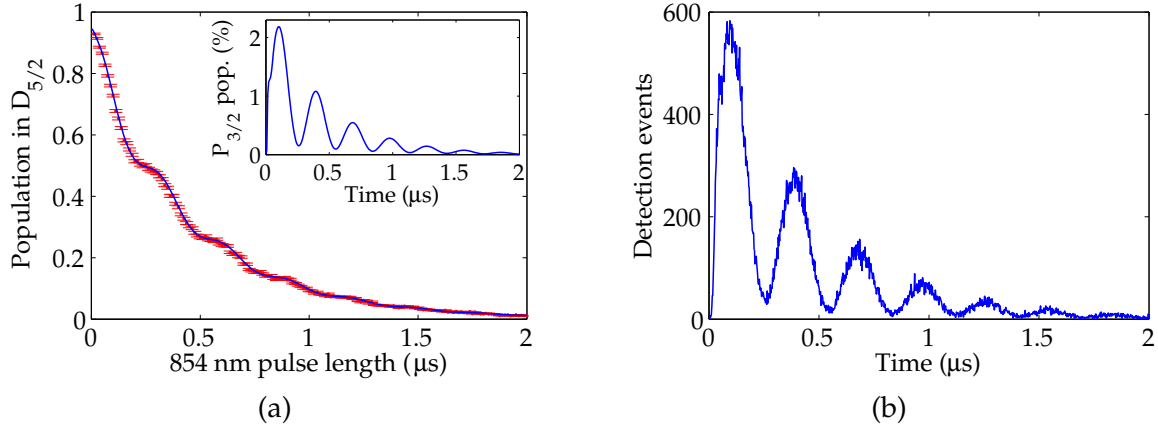 Population in D5/2
1
0.8
0.6
0.4
0.2
0
0 0.5 1 1.5 2
854 nm pulse length (µs)
P3/2 pop. (%)
2
1
0
0 0.5 1 1.5 2
Time (µs)
(a)
Detection events
600
400
200
0
0 0.5 1 1.5 2
Time (µs)
(b)